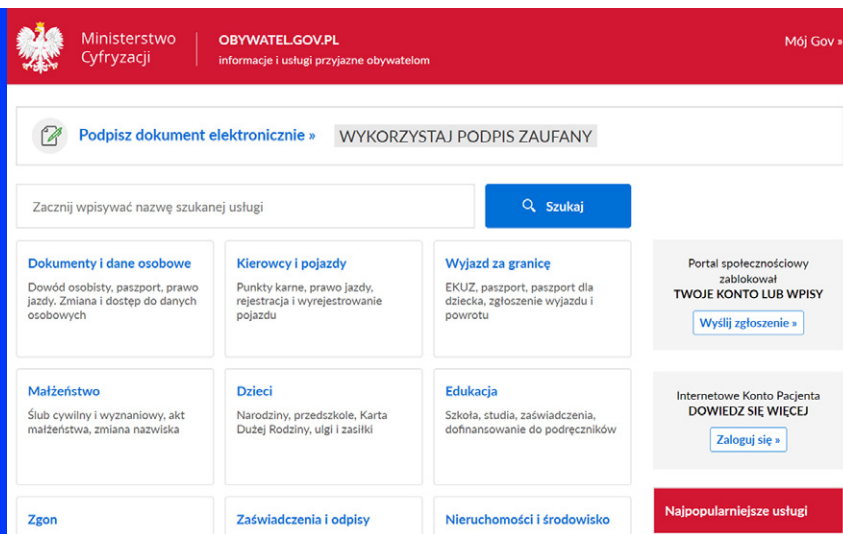 Ministerstwo
Cyfryzacji
OBYWATEL.GOV.PL
informacje i usługi przyjazne obywatelom
Mój Gov »
Podpisz dokument elektronicznie »
WYKORZYSTAJ PODPIS ZAUFANY
Zacznij wpisywać nazwę szukanej usługi
Szukaj
Dokumenty i dane osobowe
Dowód osobisty, paszport, prawo
jazdy. Zmiana i dostęp do danych
osobowych
Kierowcy i pojazdy
Punkty karne, prawo jazdy,
rejestracja i wyrejestrowanie
pojazdu
Wyjazd za granicę
EKUZ, paszport, paszport dla
dziecka, zgłoszenie wyjazdu i
powrotu
Portal społecznościowy
zablokował
TWOJE KONTO LUB WPISY
Wyślij zgłoszenie »
Małżeństwo
Ślub cywilny i wyznaniowy, akt
małżeństwa, zmiana nazwiska
Dzieci
Narodziny, przedszkole, Karta
Dużej Rodziny, ulgi i zasiłki
Edukacja
Szkoła, studia, zaświadczenia,
dofinansowanie do podręczników
Internetowe Konto Pacjenta
DOWIEDZ SIĘ WIĘCEJ
Zaloguj się »
Zgon
Zaświadczenia i odpisy
Nieruchomości i środowisko
Najpopularniejsze usługi